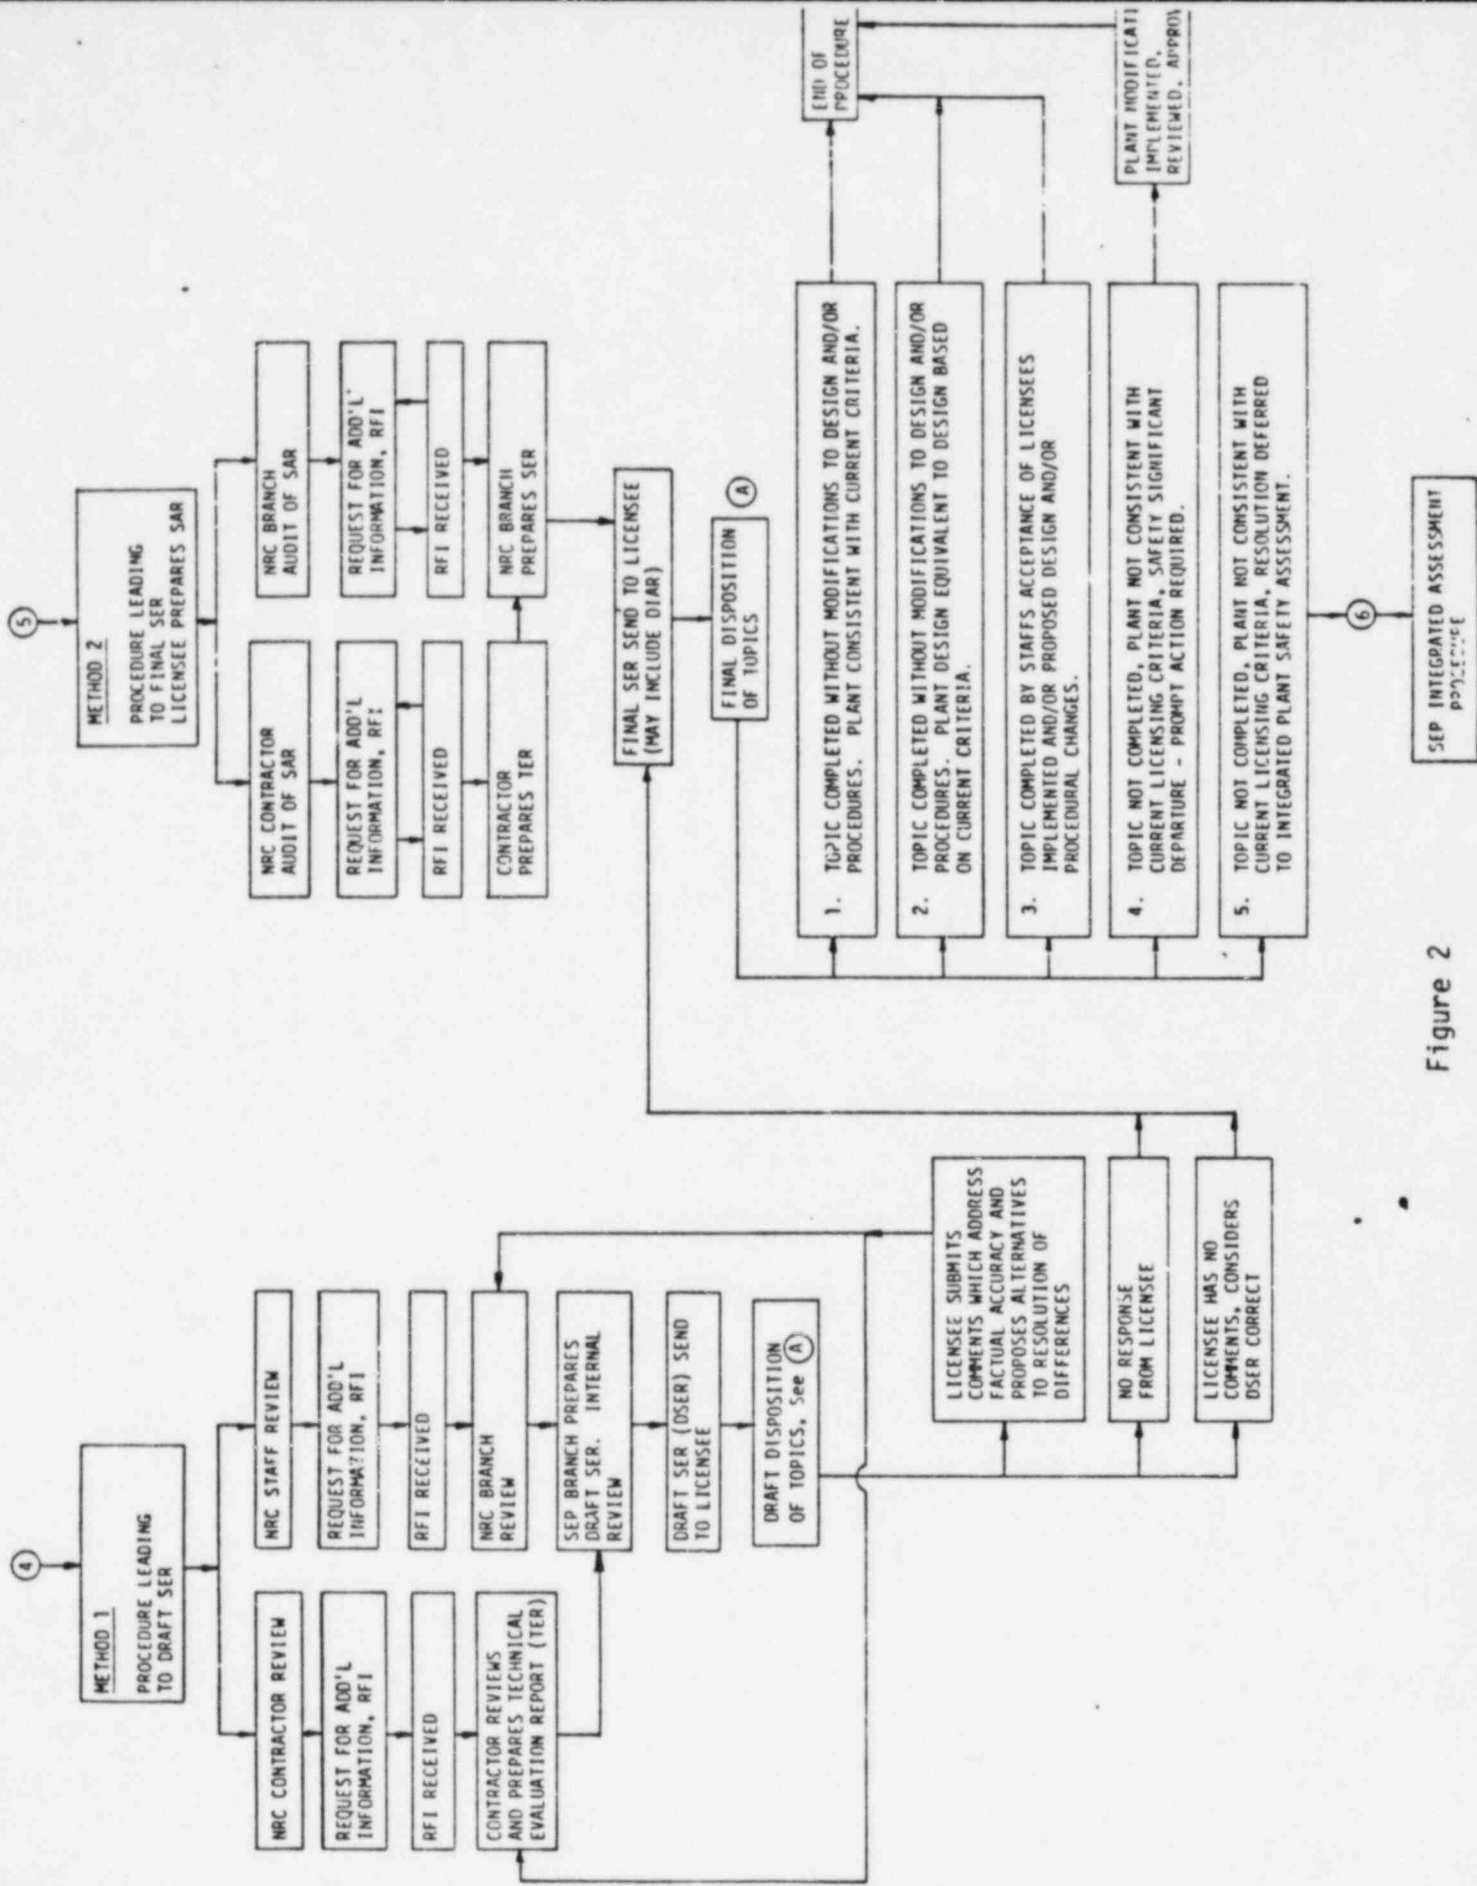 4
METHOD 1
PROCEDURE LEADING
TO DRAFT SER
NRC CONTRACTOR REVIEW
REQUEST FOR ADD'L
INFORMATION, RFI
RFI RECEIVED
CONTRACTOR REVIEWS
AND PREPARES TECHNICAL
EVALUATION REPORT (TER)
NRC STAFF REVIEW
REQUEST FOR ADD'L
INFORMATION, RFI
RFI RECEIVED
NRC BRANCH
REVIEW
SEP BRANCH PREPARES
DRAFT SER. INTERNAL
REVIEW
DRAFT SER (DSER) SEND
TO LICENSEE
DRAFT DISPOSITION
OF TOPICS, See A
LICENSEE SUBMITS
COMMENTS WHICH ADDRESS
FACTUAL ACCURACY AND
PROPOSES ALTERNATIVES
TO RESOLUTION OF
DIFFERENCES
NO RESPONSE
FROM LICENSEE
LICENSEE HAS NO
COMMENTS, CONSIDERS
DSER CORRECT
5
METHOD 2
PROCEDURE LEADING
TO FINAL SER
LICENSEE PREPARES SAR
NRC CONTRACTOR
AUDIT OF SAR
REQUEST FOR ADD'L
INFORMATION, RFI
RFI RECEIVED
CONTRACTOR
PREPARES TER
NRC BRANCH
AUDIT OF SAR
REQUEST FOR ADD'L
INFORMATION, RFI
RFI RECEIVED
NRC BRANCH
PREPARES SER
FINAL SER SEND TO LICENSEE
(MAY INCLUDE DIAR)
A
FINAL DISPOSITION
OF TOPICS
1. TOPIC COMPLETED WITHOUT MODIFICATIONS TO DESIGN AND/OR
PROCEDURES. PLANT CONSISTENT WITH CURRENT CRITERIA.
2. TOPIC COMPLETED WITHOUT MODIFICATIONS TO DESIGN AND/OR
PROCEDURES. PLANT DESIGN EQUIVALENT TO DESIGN BASED
ON CURRENT CRITERIA.
3. TOPIC COMPLETED BY STAFFS ACCEPTANCE OF LICENSEES
IMPLEMENTED AND/OR PROPOSED DESIGN AND/OR
PROCEDURAL CHANGES.
4. TOPIC NOT COMPLETED, PLANT NOT CONSISTENT WITH
CURRENT LICENSING CRITERIA, SAFETY SIGNIFICANT
DEPARTURE - PROMPT ACTION REQUIRED.
5. TOPIC NOT COMPLETED, PLANT NOT CONSISTENT WITH
CURRENT LICENSING CRITERIA, RESOLUTION DEFERRED
TO INTEGRATED PLANT SAFETY ASSESSMENT.
END OF
PROCEDURE
PLANT MODIFICATI
IMPLEMENTED,
REVIEWED, APPROV
6
SEP INTEGRATED ASSESSMENT
Figure 2